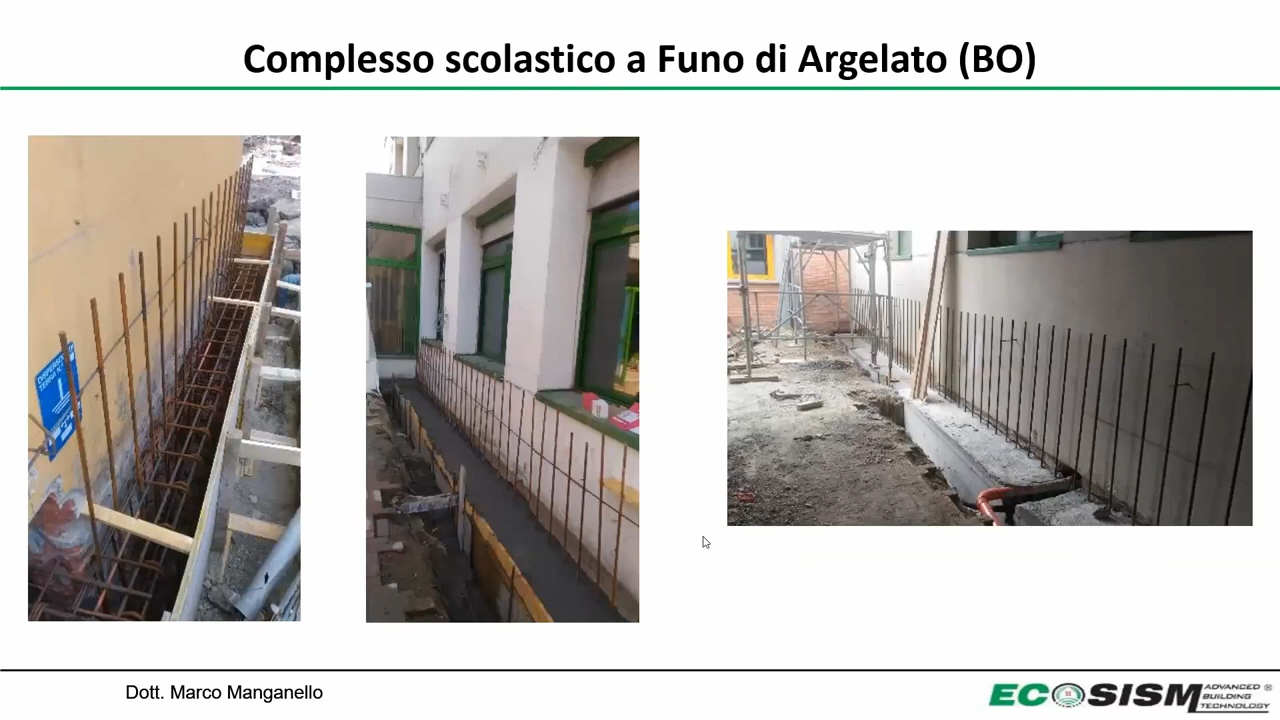 Complesso scolastico a Funo di Argelato (BO)
Dott. Marco Manganello
ECOSISM ADVANCED ®
BUILDING
TECHNOLOGY